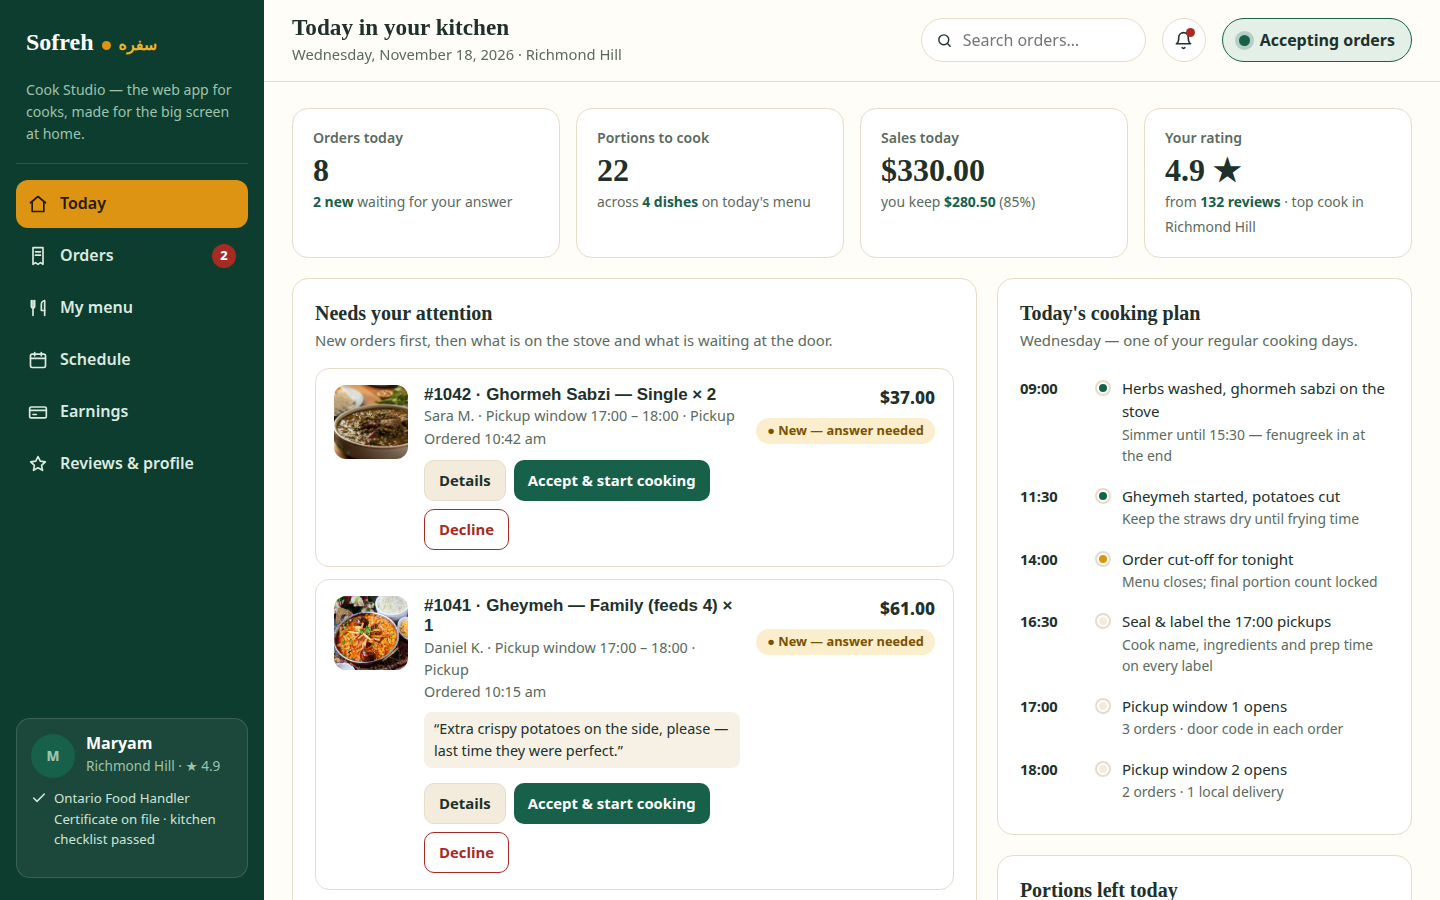 Sofreh سفره
Cook Studio — the web app for
cooks, made for the big screen
at home.
Today
Orders 2
My menu
Schedule
Earnings
Reviews & profile
M
Maryam
Richmond Hill · ★ 4.9
Ontario Food Handler
Certificate on file · kitchen
checklist passed
Today in your kitchen
Wednesday, November 18, 2026 · Richmond Hill
Search orders...
Accepting orders
Orders today
8
2 new waiting for your answer
Portions to cook
22
across 4 dishes on today's menu
Sales today
$330.00
you keep $280.50 (85%)
Your rating
4.9 ★
from 132 reviews · top cook in
Richmond Hill
Needs your attention
New orders first, then what is on the stove and what is waiting at the door.
#1042 · Ghormeh Sabzi — Single × 2
Sara M. · Pickup window 17:00 – 18:00 · Pickup
Ordered 10:42 am
$37.00
● New — answer needed
Details
Accept & start cooking
Decline
#1041 · Gheymeh — Family (feeds 4) ×
1
Daniel K. · Pickup window 17:00 – 18:00 ·
Pickup
Ordered 10:15 am
$61.00
● New — answer needed
“Extra crispy potatoes on the side, please —
last time they were perfect.”
Details
Accept & start cooking
Decline
Today's cooking plan
Wednesday — one of your regular cooking days.
09:00
Herbs washed, ghormeh sabzi on the
stove
Simmer until 15:30 — fenugreek in at
the end
11:30
Gheymeh started, potatoes cut
Keep the straws dry until frying time
14:00
Order cut-off for tonight
Menu closes; final portion count locked
16:30
Seal & label the 17:00 pickups
Cook name, ingredients and prep time
on every label
17:00
Pickup window 1 opens
3 orders · door code in each order
18:00
Pickup window 2 opens
2 orders · 1 local delivery
Portions left today